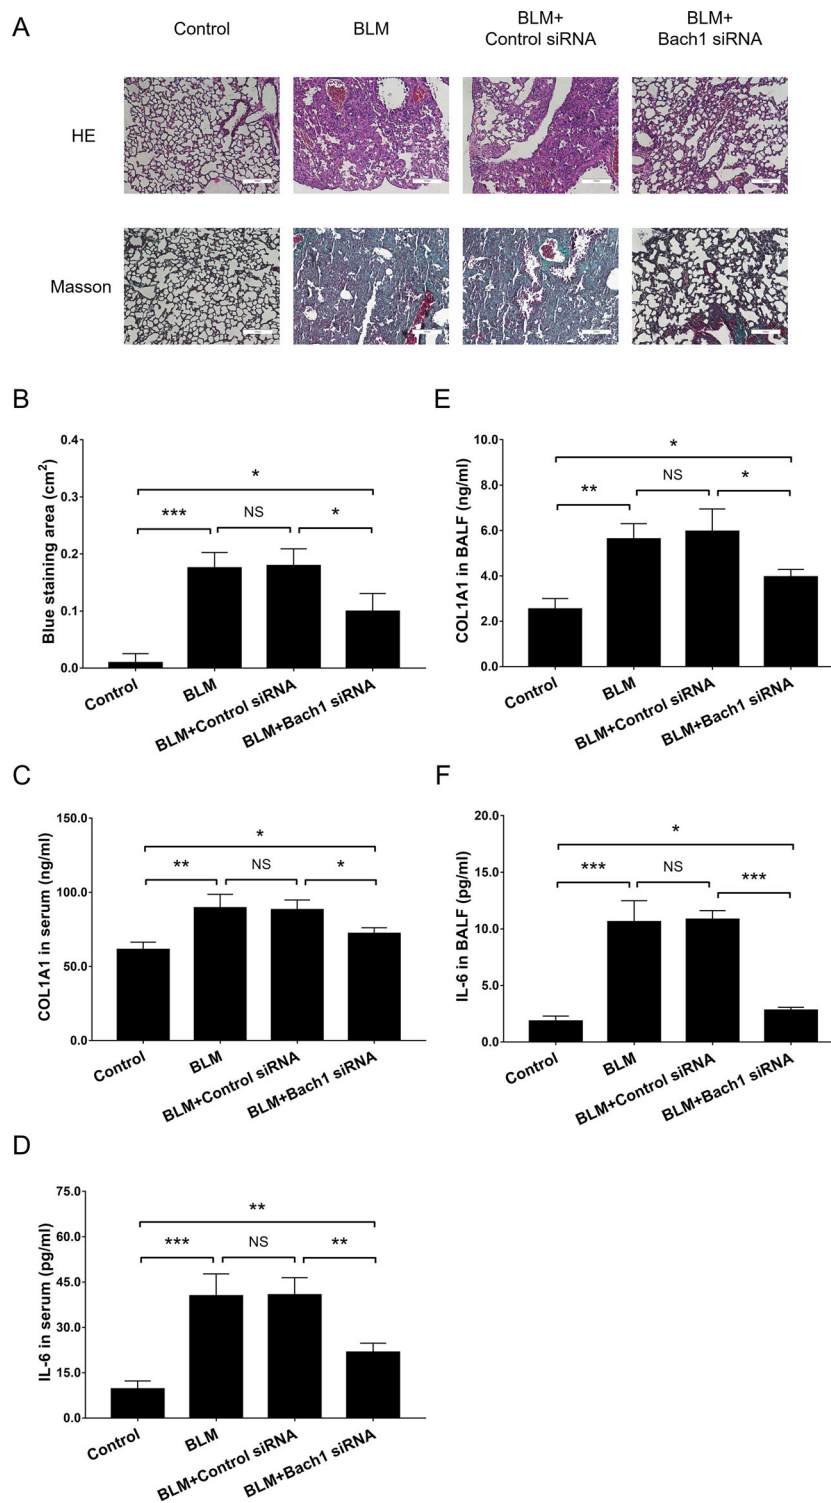 A
Control
BLM
BLM+
Control siRNA
BLM+
Bach1 siRNA
HE
Masson
B
Blue staining area (cm²)
0.4
0.3
0.2
0.1
0.0
*
***
NS
*
Control
BLM
BLM+Control siRNA
BLM+Bach1 siRNA
E
COL1A1 in BALF (ng/ml)
10.0
8.0
6.0
4.0
2.0
0.0
*
**
NS
*
Control
BLM
BLM+Control siRNA
BLM+Bach1 siRNA
C
COL1A1 in serum (ng/ml)
150.0
100.0
50.0
0.0
*
**
NS
*
Control
BLM
BLM+Control siRNA
BLM+Bach1 siRNA
F
IL-6 in BALF (pg/ml)
20.0
15.0
10.0
5.0
0.0
*
***
NS
***
Control
BLM
BLM+Control siRNA
BLM+Bach1 siRNA
D
IL-6 in serum (pg/ml)
75.0
60.0
45.0
30.0
15.0
0.0
**
***
NS
**
Control
BLM
BLM+Control siRNA
BLM+Bach1 siRNA